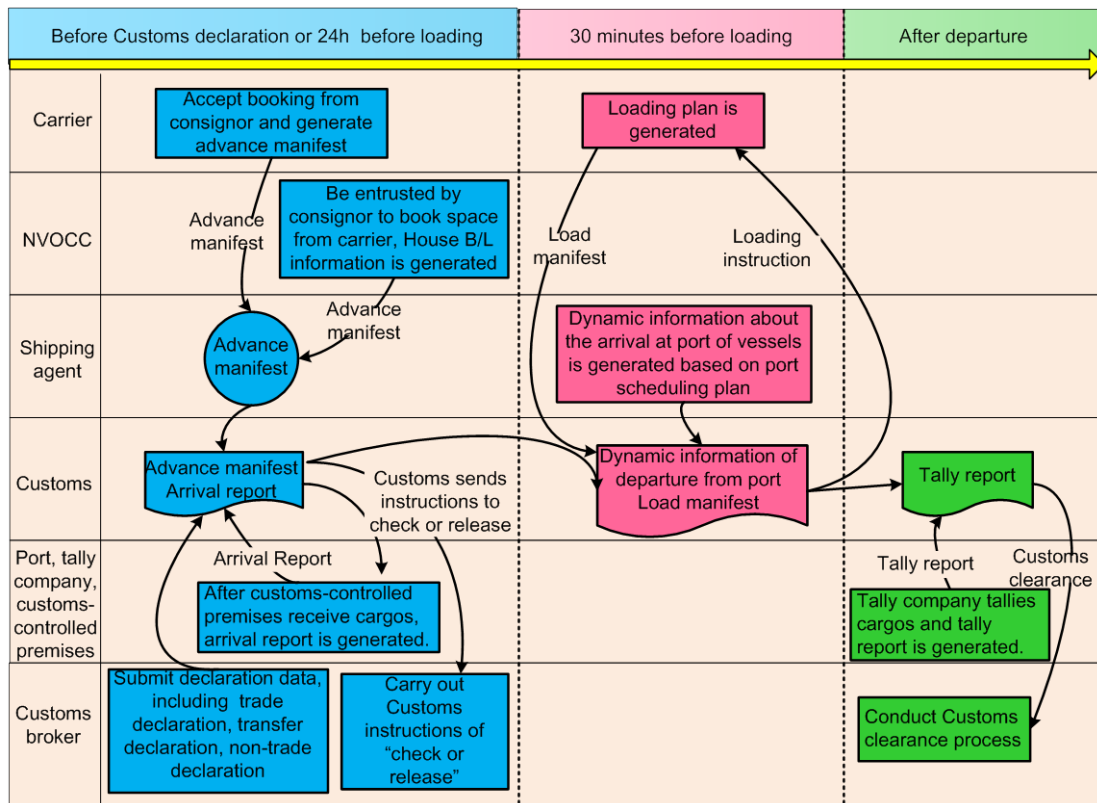 Before Customs declaration or 24h before loading
30 minutes before loading
After departure
Carrier
Accept booking from
consignor and generate
advance manifest
Loading plan is
generated
NVOCC
Advance
manifest
Be entrusted by
consignor to book space
from carrier, House B/L
information is generated
Load
manifest
Loading
instruction
Shipping
agent
Advance
manifest
Advance
manifest
Dynamic information about
the arrival at port of vessels
is generated based on port
scheduling plan
Customs
Advance manifest
Arrival report
Customs sends
instructions to
check or release
Dynamic information of
departure from port
Load manifest
Tally report
Port, tally
company,
customs-
controlled
premises
Arrival Report
After customs-controlled
premises receive cargos,
arrival report is generated.
Tally report
Customs
clearance
Tally company tallies
cargos and tally
report is generated.
Customs
broker
Submit declaration data,
including trade
declaration, transfer
declaration, non-trade
declaration
Carry out
Customs
instructions of
“check or
release”
Conduct Customs
clearance process